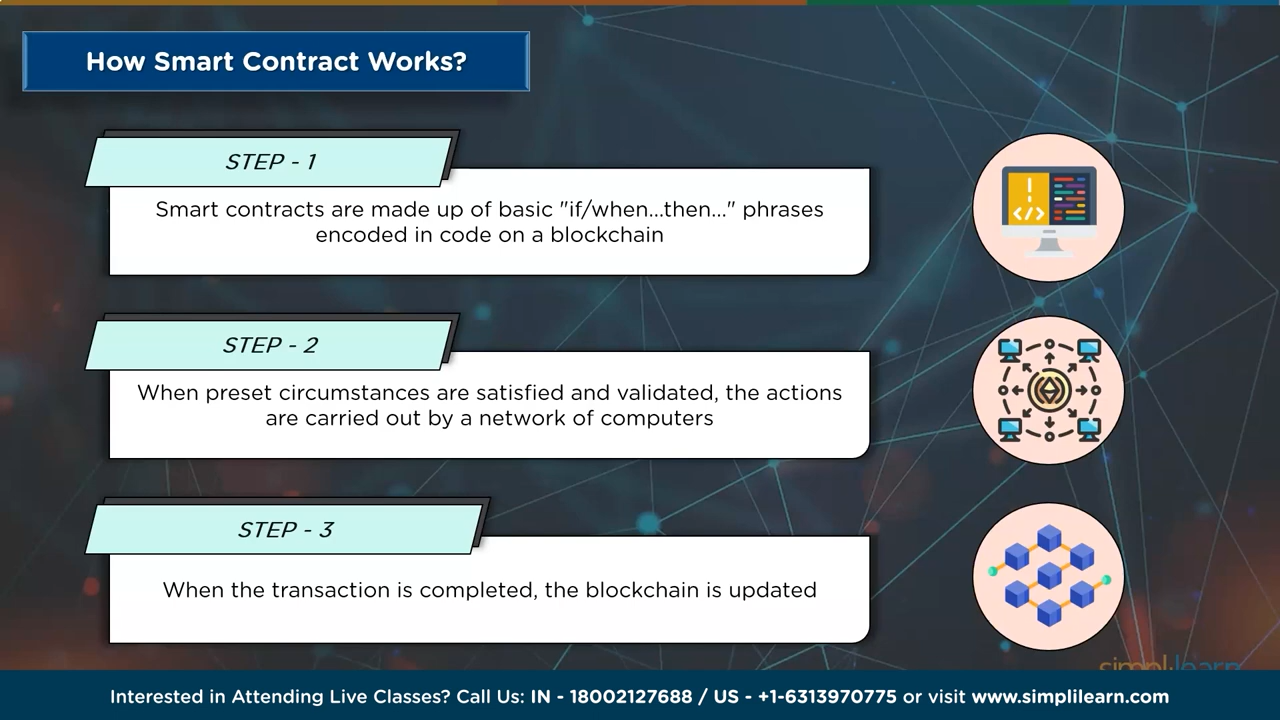 How Smart Contract Works?
STEP - 1
Smart contracts are made up of basic "if/when...then..." phrases
encoded in code on a blockchain
STEP - 2
When preset circumstances are satisfied and validated, the actions
are carried out by a network of computers
STEP - 3
When the transaction is completed, the blockchain is updated
simplilearn
Interested in Attending Live Classes? Call Us: IN - 18002127688 / US - +1-6313970775 or visit www.simplilearn.com